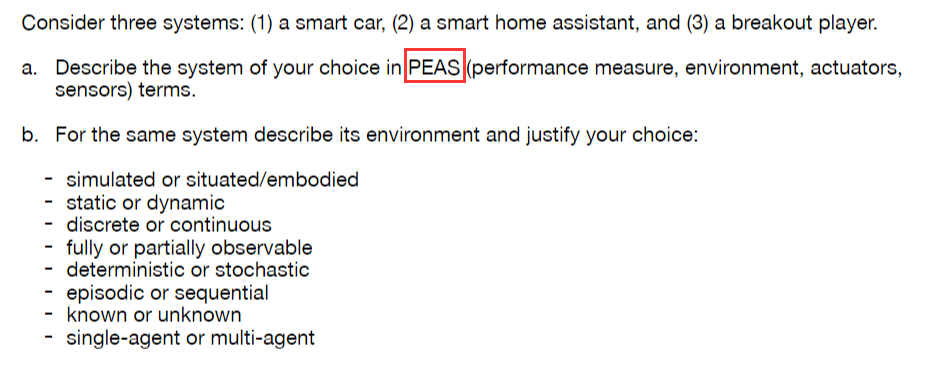 Consider three systems: (1) a smart car, (2) a smart home assistant, and (3) a breakout player.
a. Describe the system of your choice in PEAS (performance measure, environment, actuators,
sensors) terms.
b. For the same system describe its environment and justify your choice:
- simulated or situated/embodied
- static or dynamic
- discrete or continuous
- fully or partially observable
- deterministic or stochastic
- episodic or sequential
- known or unknown
- single-agent or multi-agent